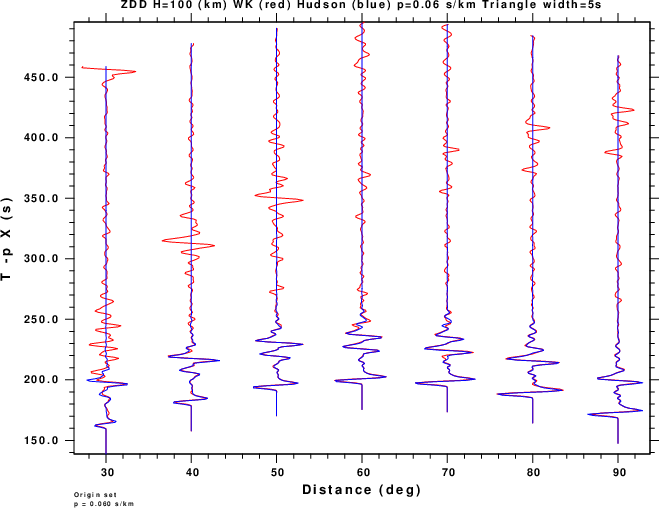 ZDD H=100 (km) WK (red) Hudson (blue) p=0.06 s/km Triangle width=5s
450.0
400.0
350.0
300.0
250.0
200.0
150.0
T -p X (s)
30 40 50 60 70 80 90
Distance (deg)
Origin set
p = 0.060 s/km